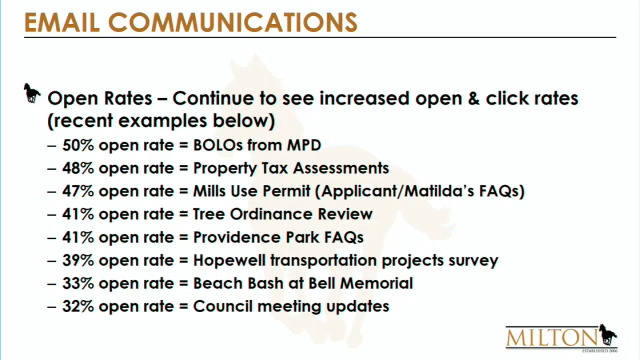 EMAIL COMMUNICATIONS
Open Rates – Continue to see increased open & click rates
(recent examples below)
– 50% open rate = BOLOs from MPD
– 48% open rate = Property Tax Assessments
– 47% open rate = Mills Use Permit (Applicant/Matilda's FAQs)
– 41% open rate = Tree Ordinance Review
– 41% open rate = Providence Park FAQs
– 39% open rate = Hopewell transportation projects survey
– 33% open rate = Beach Bash at Bell Memorial
– 32% open rate = Council meeting updates
MILTON
ESTABLISHED 2006